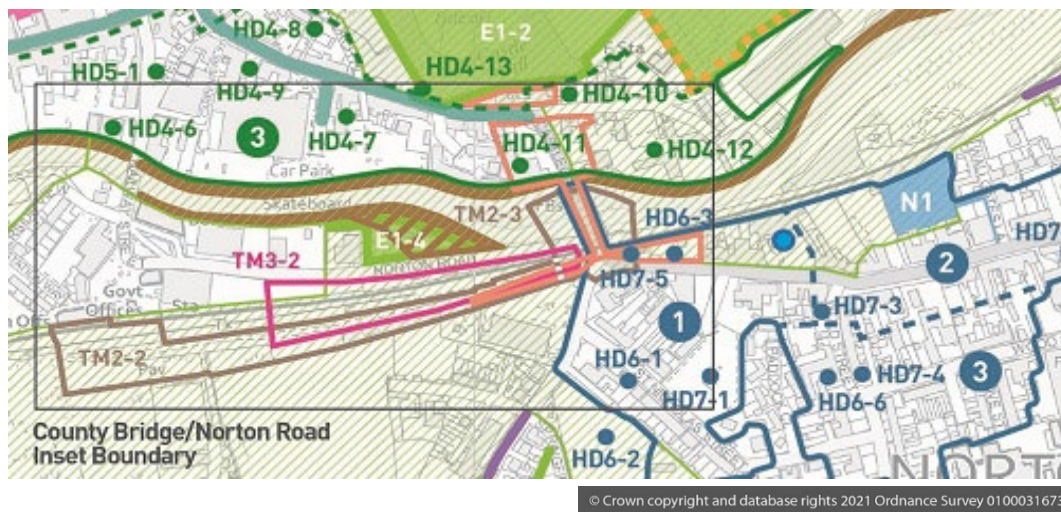 HD4-8
E1-2
HD5-1
HD4-9
HD4-13
HD4-10
HD4-6
3
HD4-7
HD4-11
HD4-12
Car Park
Skateboard
TM2-3
HD6-3
N1
E1-4
NORTON ROAD
TM3-2
HD7-5
2
HD7
Govt
Offices
Sta
HD7-3
1
TM2-2
Pav
HD6-1
HD7-1
HD7-4
3
HD6-6
County Bridge/Norton Road
Inset Boundary
HD6-2
NORTO
© Crown copyright and database rights 2021 Ordnance Survey 0100031673